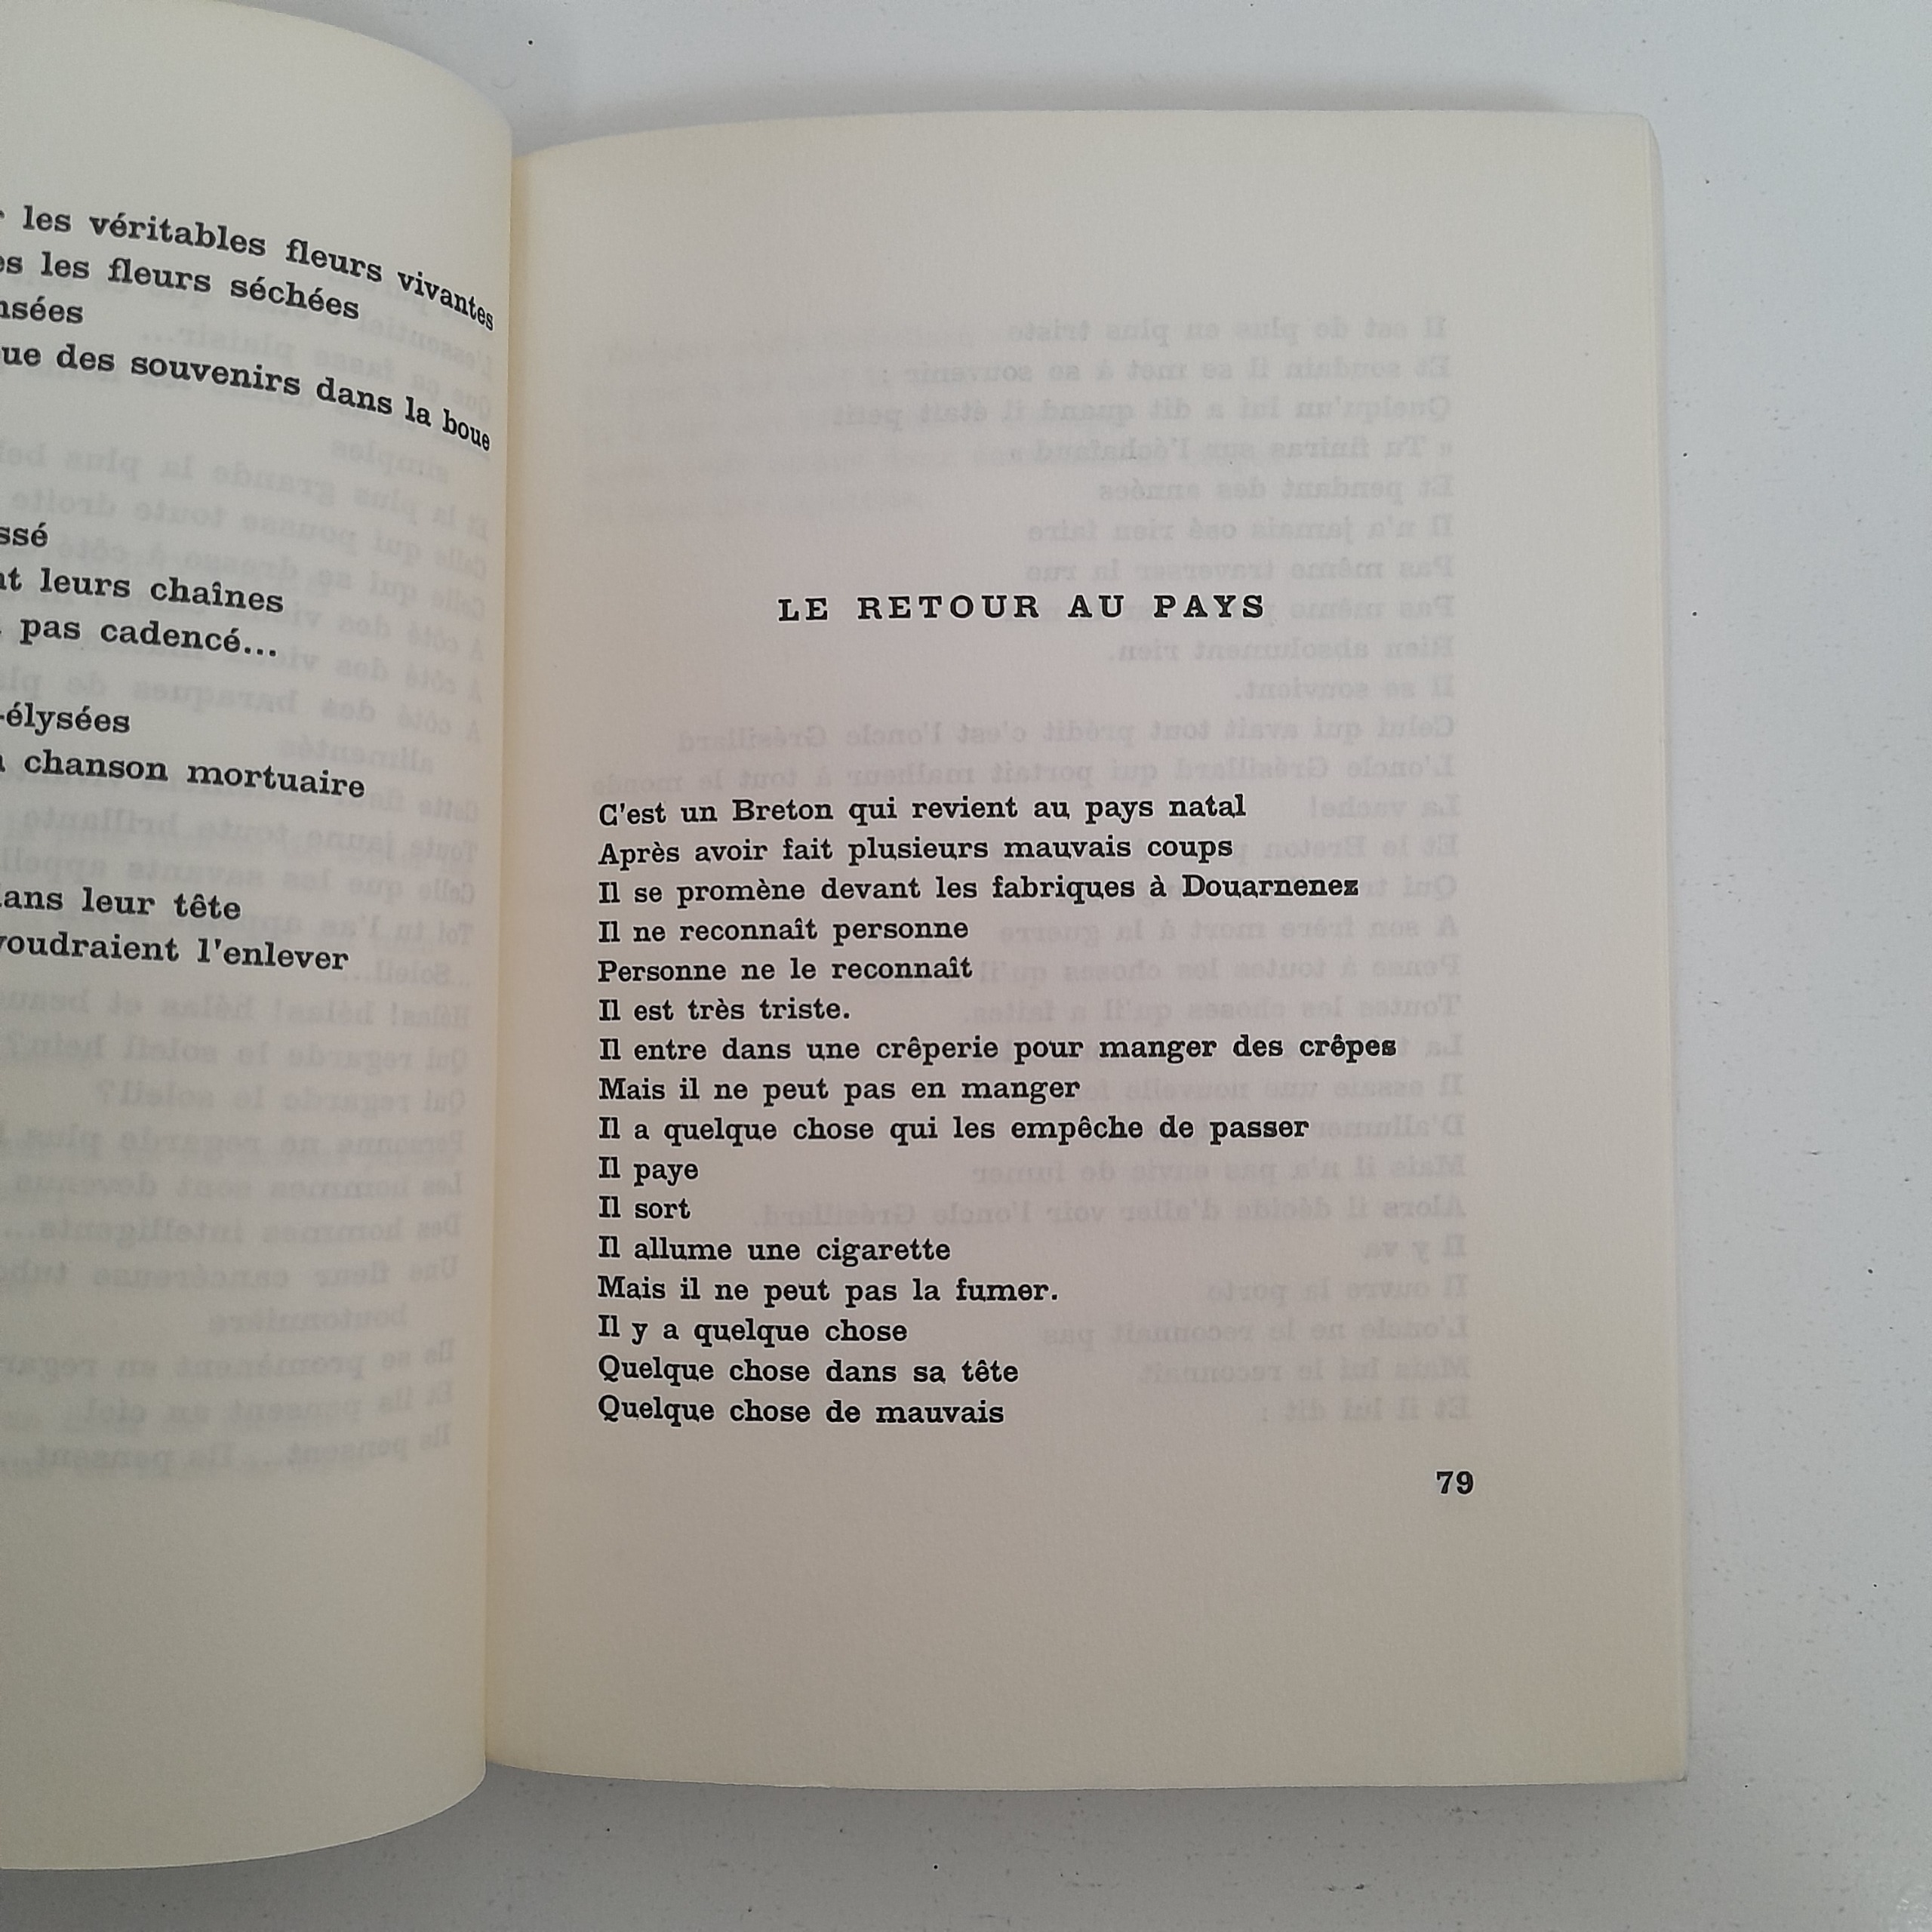 les véritables fleurs vivantes
les fleurs séchées
ue des souvenirs dans la boue
ssé
leurs chaînes
pas cadencé...
-élysées
chanson mortuaire
leur tête
voudraient l'enlever
LE RETOUR AU PAYS
C'est un Breton qui revient au pays natal
Après avoir fait plusieurs mauvais coups
Il se promène devant les fabriques à Douarnenez
Il ne reconnaît personne
Personne ne le reconnaît
Il est très triste.
Il entre dans une crêperie pour manger des crêpes
Mais il ne peut pas en manger
Il a quelque chose qui les empêche de passer
Il paye
Il sort
Il allume une cigarette
Mais il ne peut pas la fumer.
Il y a quelque chose
Quelque chose dans sa tête
Quelque chose de mauvais
79